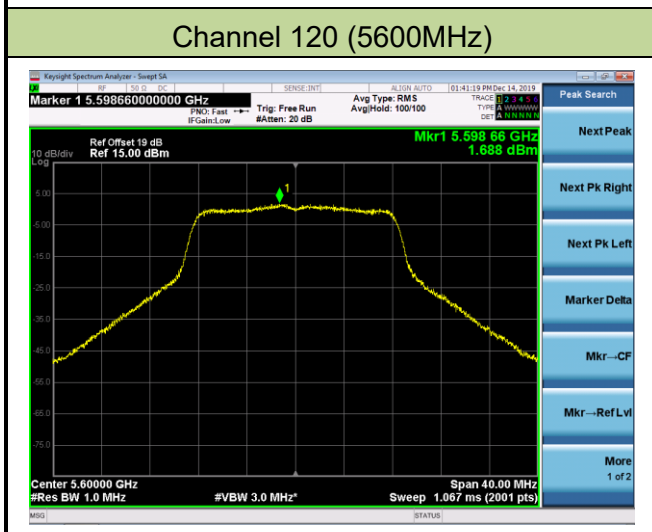 Channel 120 (5600MHz)
Keysight Spectrum Analyzer - Swept SA
RF 50 Ω DC SENSE:INT ALIGN AUTO 01:41:19 PM Dec 14, 2019
Marker 1 5.598660000000 GHz
PNO: Fast
IFGain:Low
Trig: Free Run
#Atten: 20 dB
Avg Type: RMS
Avg|Hold: 100/100
TRACE 1 2 3 4 5 6
TYPE A WWWWW
DET A NNNNN
Peak Search
Mkr1 5.598 66 GHz
1.688 dBm
Ref Offset 19 dB
10 dB/div Ref 15.00 dBm
Log
1
5.00
-5.00
-15.0
-25.0
-35.0
-45.0
-55.0
-65.0
-75.0
Next Peak
Next Pk Right
Next Pk Left
Marker Delta
Mkr→CF
Mkr→Ref Lvl
More
1 of 2
Center 5.60000 GHz Span 40.00 MHz
#Res BW 1.0 MHz #VBW 3.0 MHz* Sweep 1.067 ms (2001 pts)
MSG STATUS